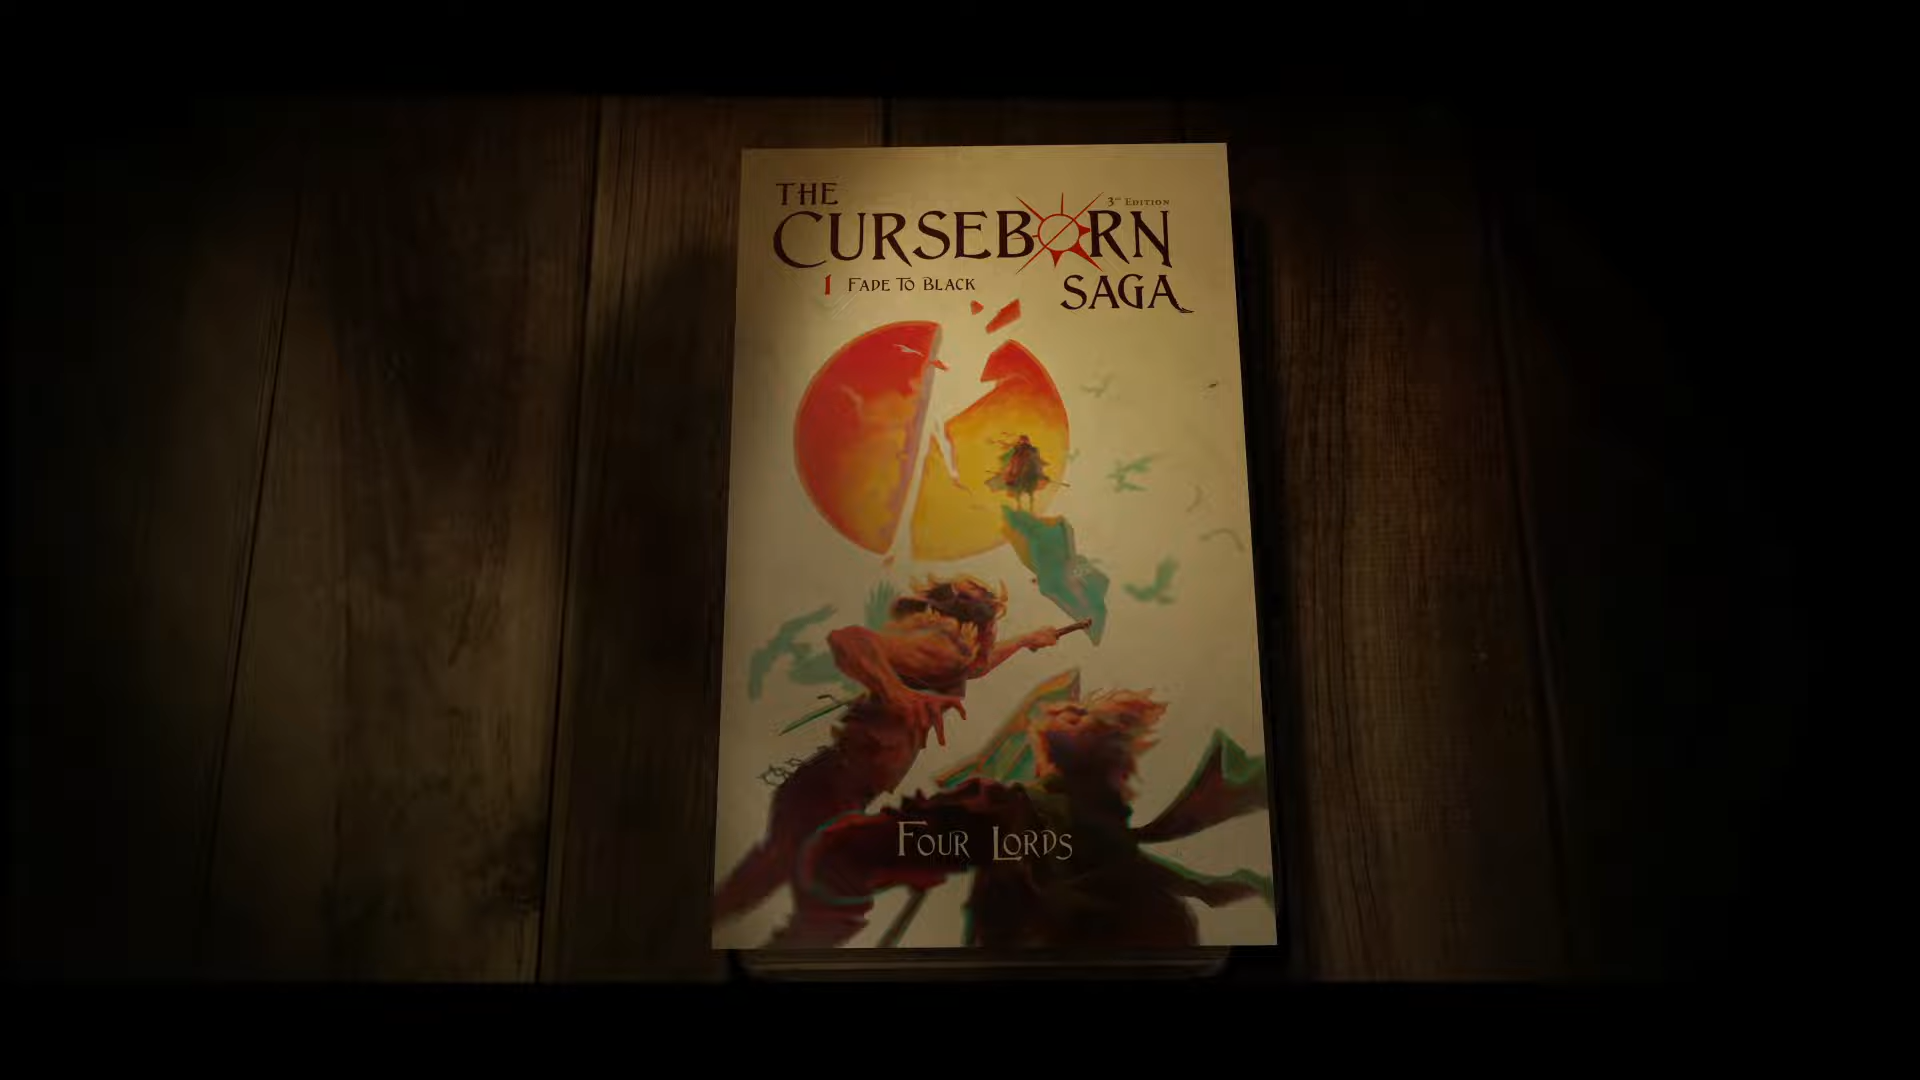 THE
3rd EDITION
CURSEBORN
1 FADE TO BLACK
SAGA
FOUR LORDS